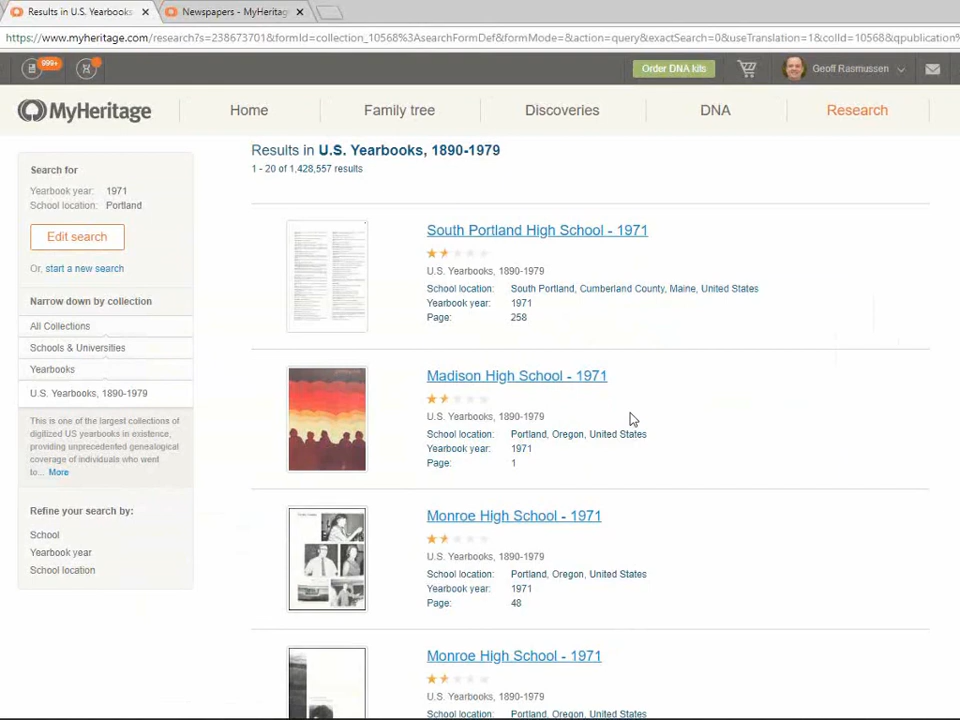 Results in U.S. Yearbooks
Newspapers - MyHeritag
https://www.myheritage.com/research?s=238673701&formId=collection_10568%3AsearchFormDef&formMode=&action=query&exactSearch=0&useTranslation=1&colId=10568&qpublication
999+
Order DNA kits
Geoff Rasmussen
MyHeritage
Home
Family tree
Discoveries
DNA
Research
Search for
Yearbook year: 1971
School location: Portland
Edit search
Or, start a new search
Narrow down by collection
All Collections
Schools & Universities
Yearbooks
U.S. Yearbooks, 1890-1979
This is one of the largest collections of
digitized US yearbooks in existence,
providing unprecedented genealogical
coverage of individuals who went
to... More
Refine your search by:
School
Yearbook year
School location
Results in U.S. Yearbooks, 1890-1979
1 - 20 of 1,428,557 results
South Portland High School - 1971
U.S. Yearbooks, 1890-1979
School location: South Portland, Cumberland County, Maine, United States
Yearbook year: 1971
Page: 258
Madison High School - 1971
U.S. Yearbooks, 1890-1979
School location: Portland, Oregon, United States
Yearbook year: 1971
Page: 1
Monroe High School - 1971
U.S. Yearbooks, 1890-1979
School location: Portland, Oregon, United States
Yearbook year: 1971
Page: 48
Monroe High School - 1971
U.S. Yearbooks, 1890-1979
School location: Portland, Oregon, United States